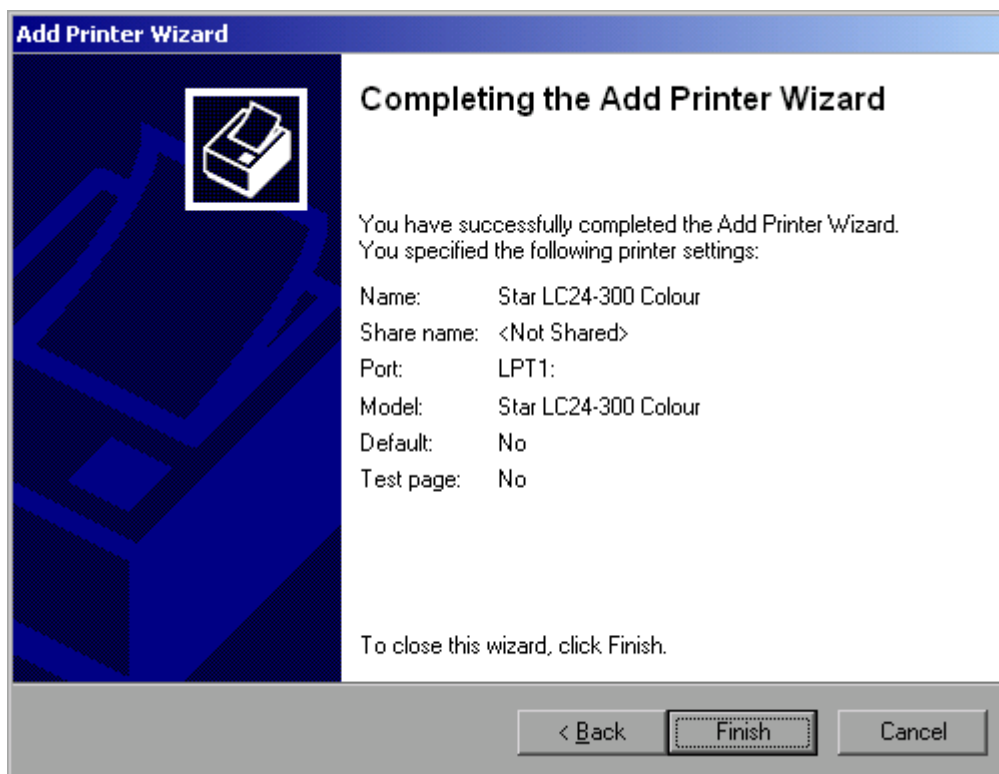 Add Printer Wizard
Completing the Add Printer Wizard
You have successfully completed the Add Printer Wizard.
You specified the following printer settings:
Name: Star LC24-300 Colour
Share name: <Not Shared>
Port: LPT1:
Model: Star LC24-300 Colour
Default: No
Test page: No
To close this wizard, click Finish.
< Back Finish Cancel